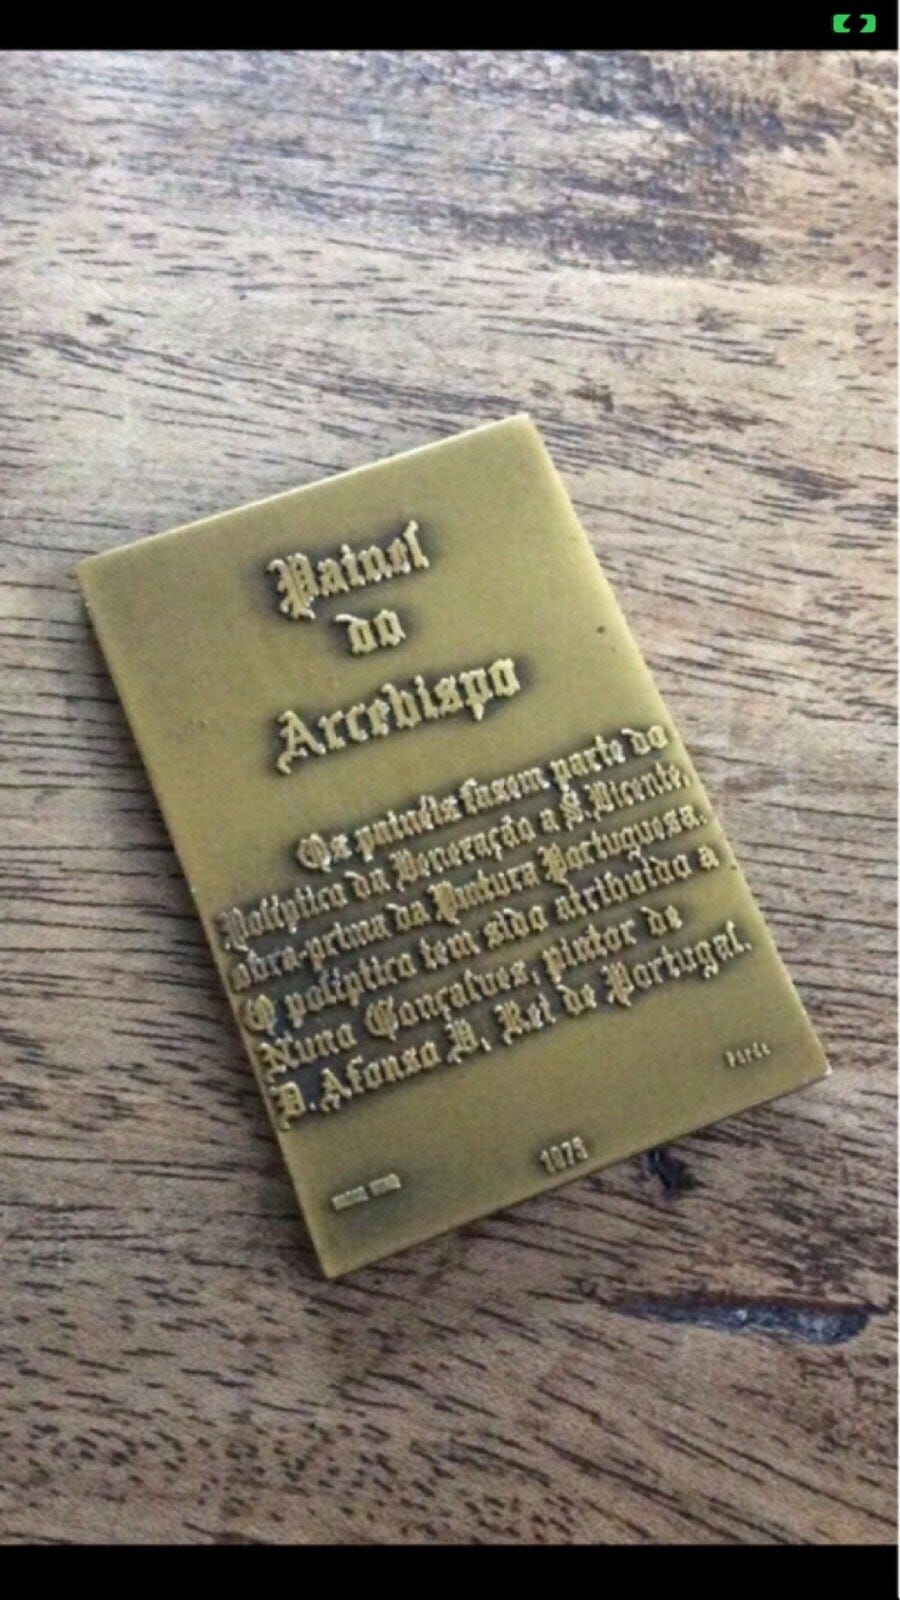 Painel
do
Arcebispo
Os painéis fazem parte do
Políptico da Veneração a S. Vicente,
obra-prima da Pintura Portuguesa.
O políptico tem sido atribuído a
Nuno Gonçalves, pintor de
D. Afonso V, Rei de Portugal.